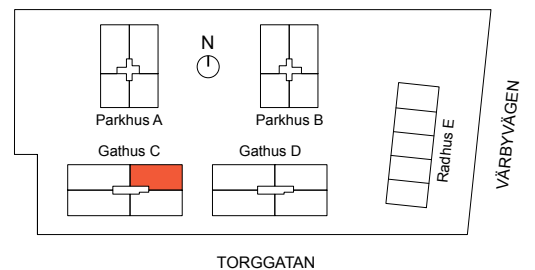 N
Parkhus A
Parkhus B
Gathus C
Gathus D
Radhus E
VÄRBYVÄGEN
TORGGATAN